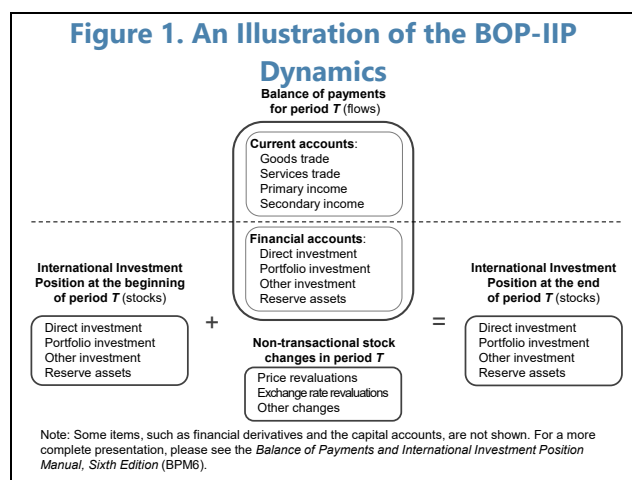 Figure 1. An Illustration of the BOP-IIP
Dynamics
Balance of payments
for period T (flows)
Current accounts:
Goods trade
Services trade
Primary income
Secondary income
Financial accounts:
Direct investment
Portfolio investment
Other investment
Reserve assets
International Investment
Position at the beginning
of period T (stocks)
Direct investment
Portfolio investment
Other investment
Reserve assets
+
Non-transactional stock
changes in period T
Price revaluations
Exchange rate revaluations
Other changes
=
International Investment
Position at the end
of period T (stocks)
Direct investment
Portfolio investment
Other investment
Reserve assets
Note: Some items, such as financial derivatives and the capital accounts, are not shown. For a more
complete presentation, please see the Balance of Payments and International Investment Position
Manual, Sixth Edition (BPM6).